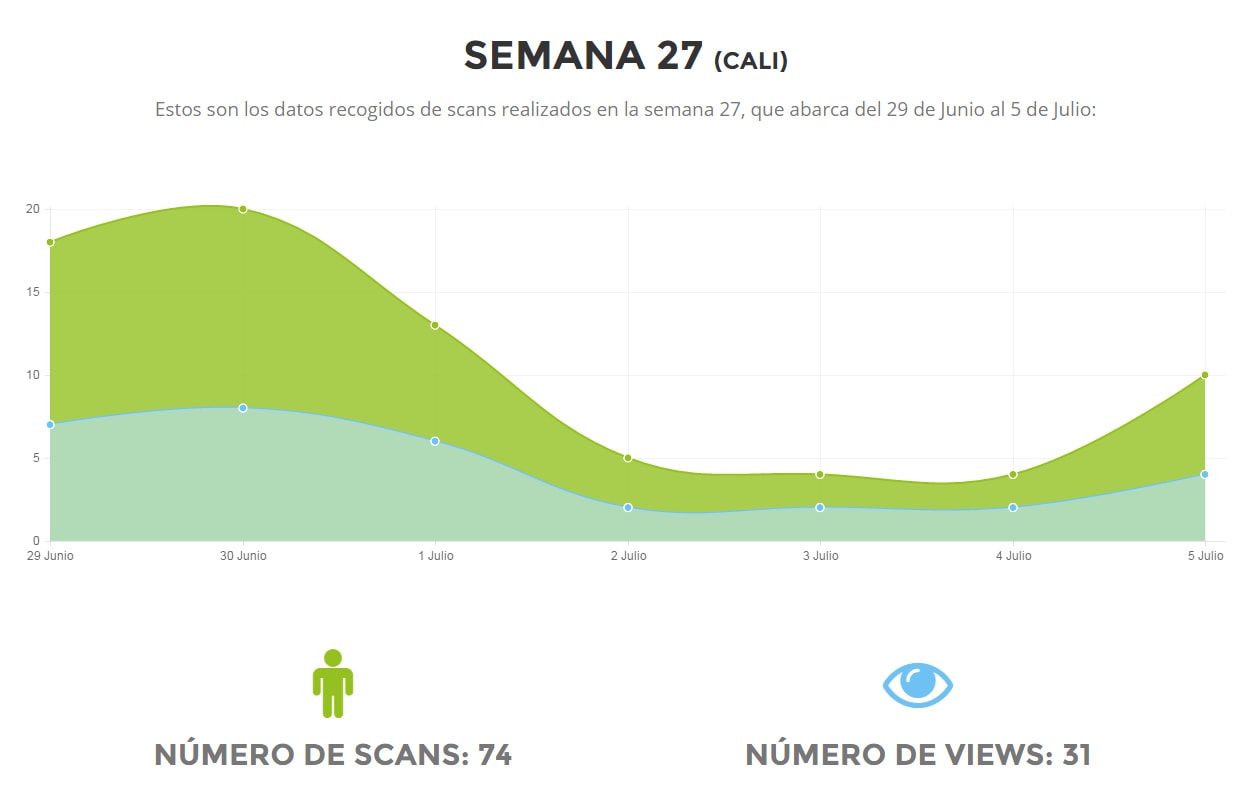 SEMANA 27 (CALI)
Estos son los datos recogidos de scans realizados en la semana 27, que abarca del 29 de Junio al 5 de Julio:
20
15
10
5
0
29 Junio 30 Junio 1 Julio 2 Julio 3 Julio 4 Julio 5 Julio
NÚMERO DE SCANS: 74 NÚMERO DE VIEWS: 31